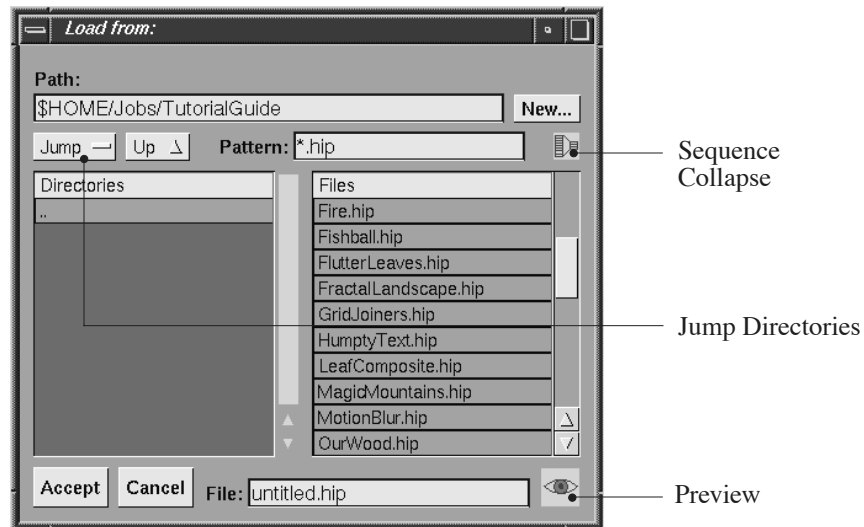 Load from:
Path:
$HOME/Jobs/TutorialGuide
New...
Jump
Up
Pattern:
*.hip
Sequence
Collapse
Directories
..
Files
Fire.hip
Fishball.hip
FlutterLeaves.hip
FractalLandscape.hip
GridJoiners.hip
HumptyText.hip
LeafComposite.hip
MagicMountains.hip
MotionBlur.hip
OurWood.hip
Jump Directories
Accept
Cancel
File:
untitled.hip
Preview